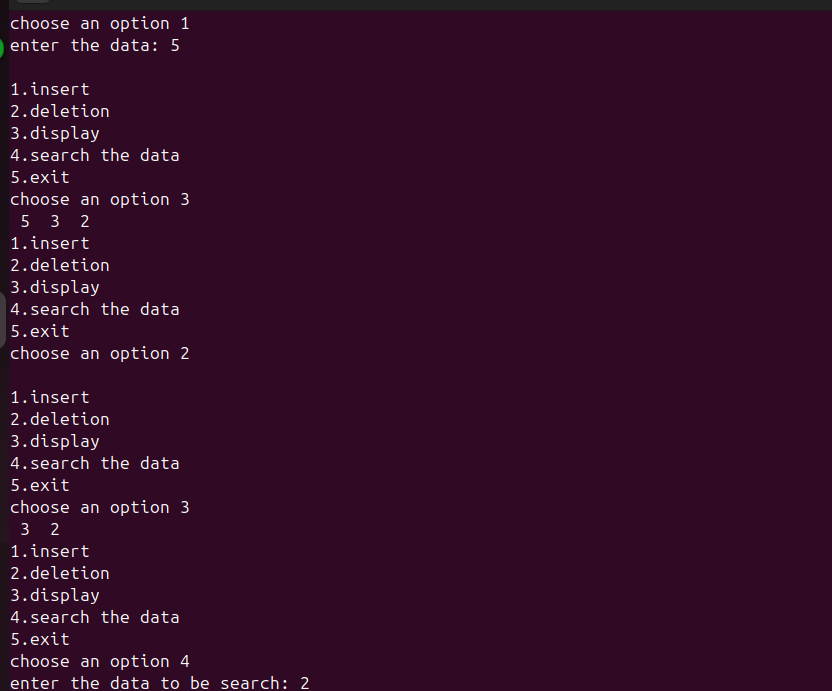 choose an option 1
enter the data: 5
1.insert
2.deletion
3.display
4.search the data
5.exit
choose an option 3
5 3 2
1.insert
2.deletion
3.display
4.search the data
5.exit
choose an option 2
1.insert
2.deletion
3.display
4.search the data
5.exit
choose an option 3
3 2
1.insert
2.deletion
3.display
4.search the data
5.exit
choose an option 4
enter the data to be search: 2